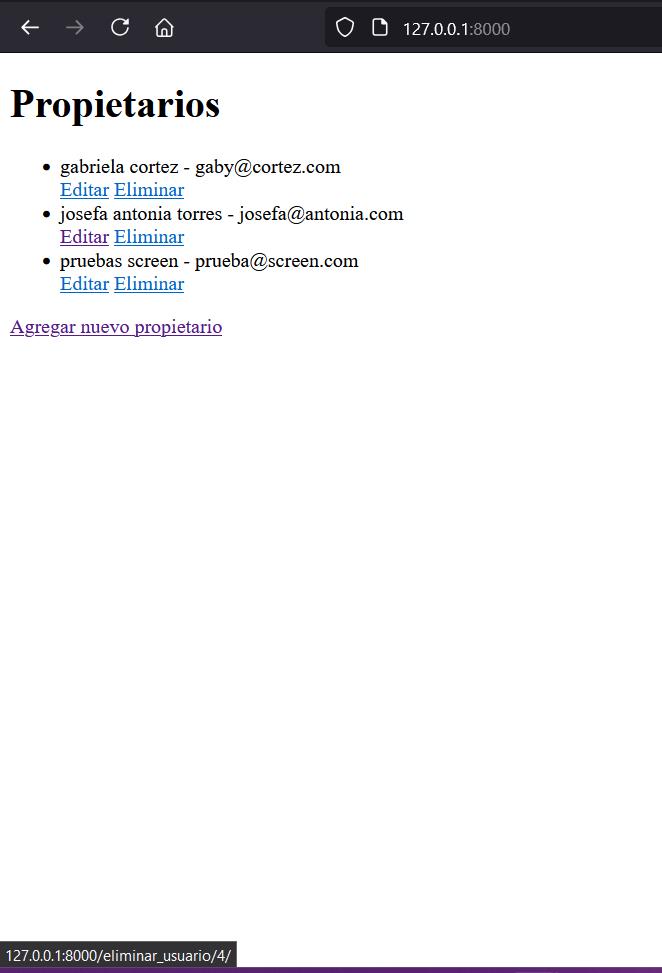 127.0.0.1:8000
Propietarios
gabriela cortez - gaby@cortez.com
Editar Eliminar
josefa antonia torres - josefa@antonia.com
Editar Eliminar
pruebas screen - prueba@screen.com
Editar Eliminar
Agregar nuevo propietario
127.0.0.1:8000/eliminar_usuario/4/